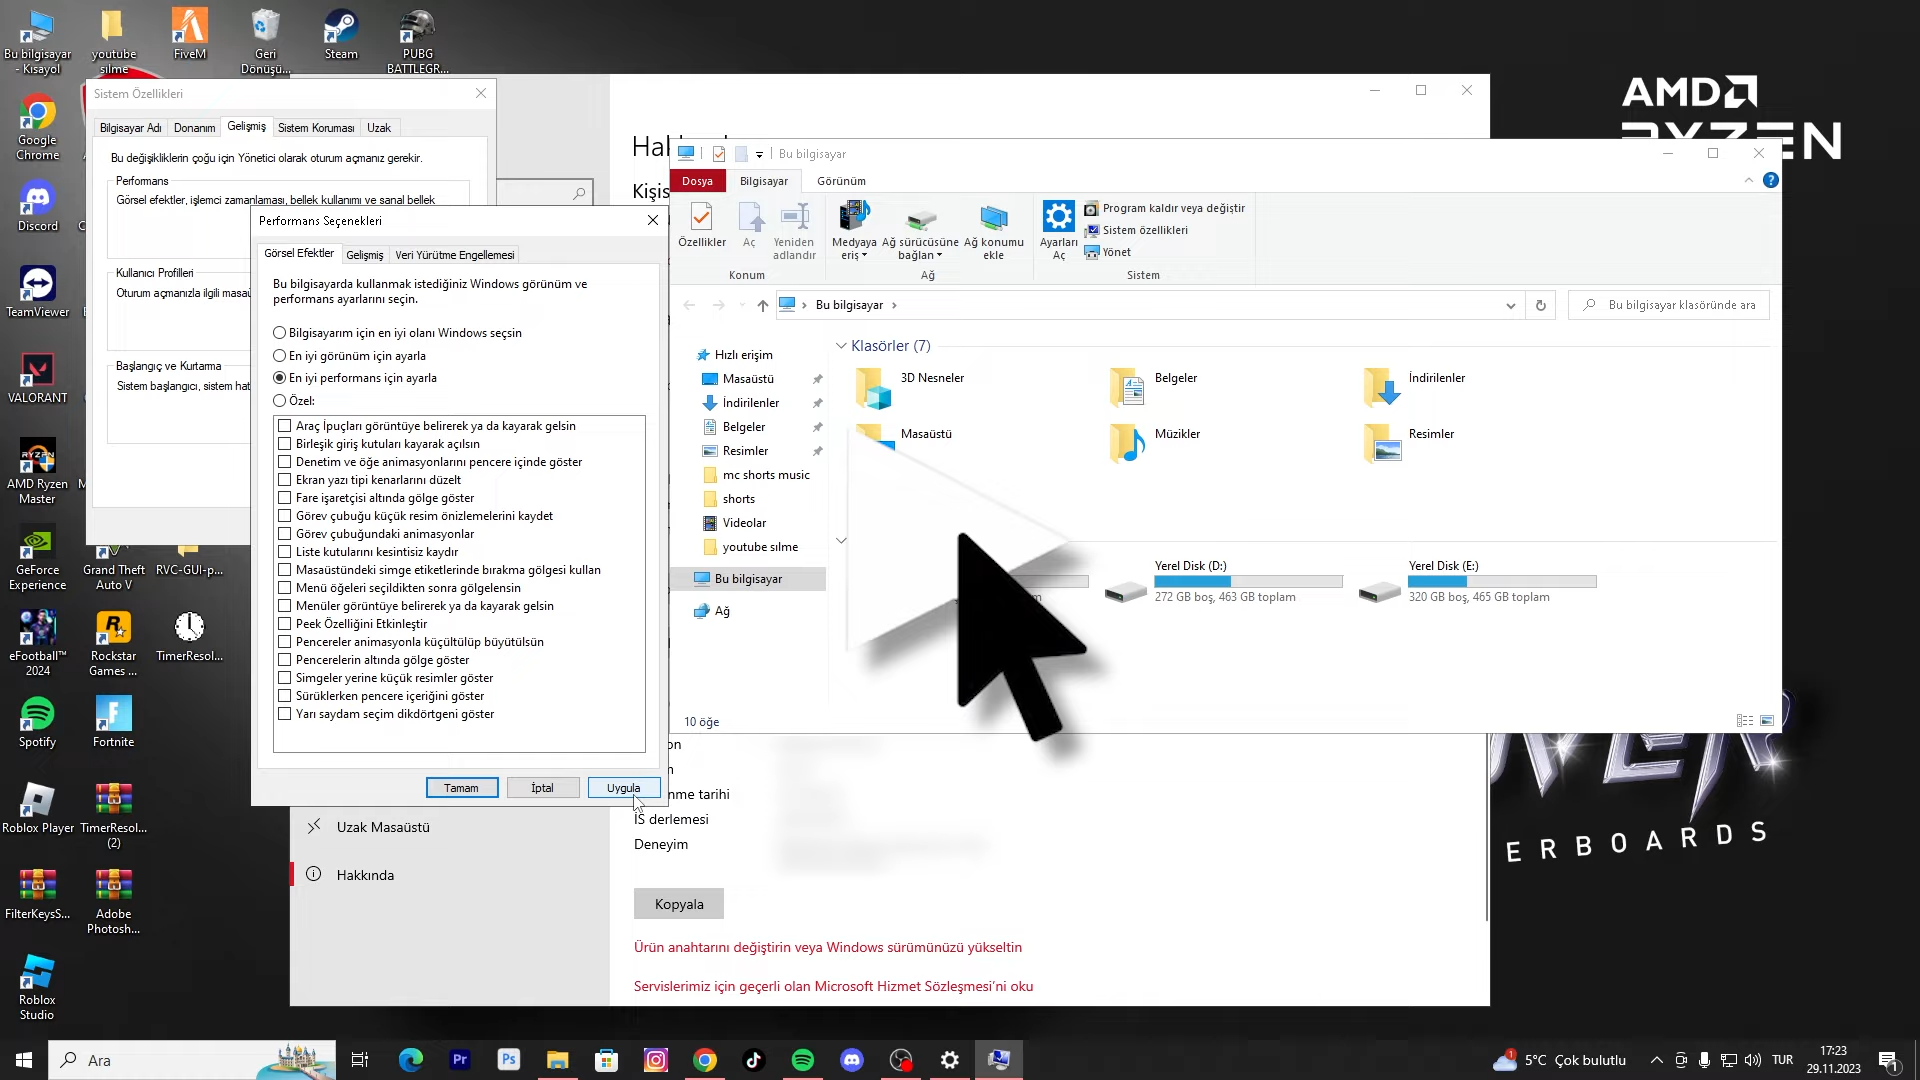 Bu bilgisayar
- Kısayol
youtube
silme
FiveM
Geri
Dönüşü...
Steam
PUBG
BATTLEGR...
Google
Chrome
Discord
TeamViewer
VALORANT
AMD Ryzen
Master
GeForce
Experience
Grand Theft
Auto V
RVC-GUI-p...
eFootball™
2024
Rockstar
Games ...
TimerResol...
Spotify
Fortnite
Roblox Player
TimerResol...
(2)
FilterKeysS...
Adobe
Photosh...
Roblox
Studio
Sistem Özellikleri
Bilgisayar Adı
Donanım
Gelişmiş
Sistem Koruması
Uzak
Bu değişikliklerin çoğu için Yönetici olarak oturum açmanız gerekir.
Performans
Görsel efektler, işlemci zamanlaması, bellek kullanımı ve sanal bellek
Kullanıcı Profilleri
Oturum açmanızla ilgili masaü
Başlangıç ve Kurtarma
Sistem başlangıcı, sistem hat
Performans Seçenekleri
Görsel Efektler
Gelişmiş
Veri Yürütme Engellemesi
Bu bilgisayarda kullanmak istediğiniz Windows görünüm ve
performans ayarlarını seçin.
Bilgisayarım için en iyi olanı Windows seçsin
En iyi görünüm için ayarla
En iyi performans için ayarla
Özel:
Araç İpuçları görüntüye belirerek ya da kayarak gelsin
Birleşik giriş kutuları kayarak açılsın
Denetim ve öğe animasyonlarını pencere içinde göster
Ekran yazı tipi kenarlarını düzelt
Fare işaretçisi altında gölge göster
Görev çubuğu küçük resim önizlemelerini kaydet
Görev çubuğundaki animasyonlar
Liste kutularını kesintisiz kaydır
Masaüstündeki simge etiketlerinde bırakma gölgesi kullan
Menü öğeleri seçildikten sonra gölgelensin
Menüler görüntüye belirerek ya da kayarak gelsin
Peek Özelliğini Etkinleştir
Pencereler animasyonla küçültülüp büyütülsün
Pencerelerin altında gölge göster
Simgeler yerine küçük resimler göster
Sürüklerken pencere içeriğini göster
Yarı saydam seçim dikdörtgeni göster
Tamam
İptal
Uygula
Kişis
Bu bilgisayar
Dosya
Bilgisayar
Görünüm
Özellikler
Aç
Yeniden
adlandır
Konum
Medyaya
eriş
Ağ sürücüsüne
bağlan
Ağ konumu
ekle
Ağ
Ayarları
Aç
Program kaldır veya değiştir
Sistem özellikleri
Yönet
Sistem
Bu bilgisayar
Bu bilgisayar klasöründe ara
Hızlı erişim
Masaüstü
İndirilenler
Belgeler
Resimler
mc shorts music
shorts
Videolar
youtube sılme
Bu bilgisayar
Ağ
Klasörler (7)
3D Nesneler
Belgeler
İndirilenler
Masaüstü
Müzikler
Resimler
Yerel Disk (D:)
272 GB boş, 463 GB toplam
Yerel Disk (E:)
320 GB boş, 465 GB toplam
10 öğe
nme tarihi
İS derlemesi
Deneyim
Kopyala
Ürün anahtarını değiştirin veya Windows sürümünüzü yükseltin
Servislerimiz için geçerli olan Microsoft Hizmet Sözleşmesi'ni oku
Uzak Masaüstü
Hakkında
AMD
RYZEN
ERBOARDS
Ara
5°C Çok bulutlu
TUR
17:23
29.11.2023